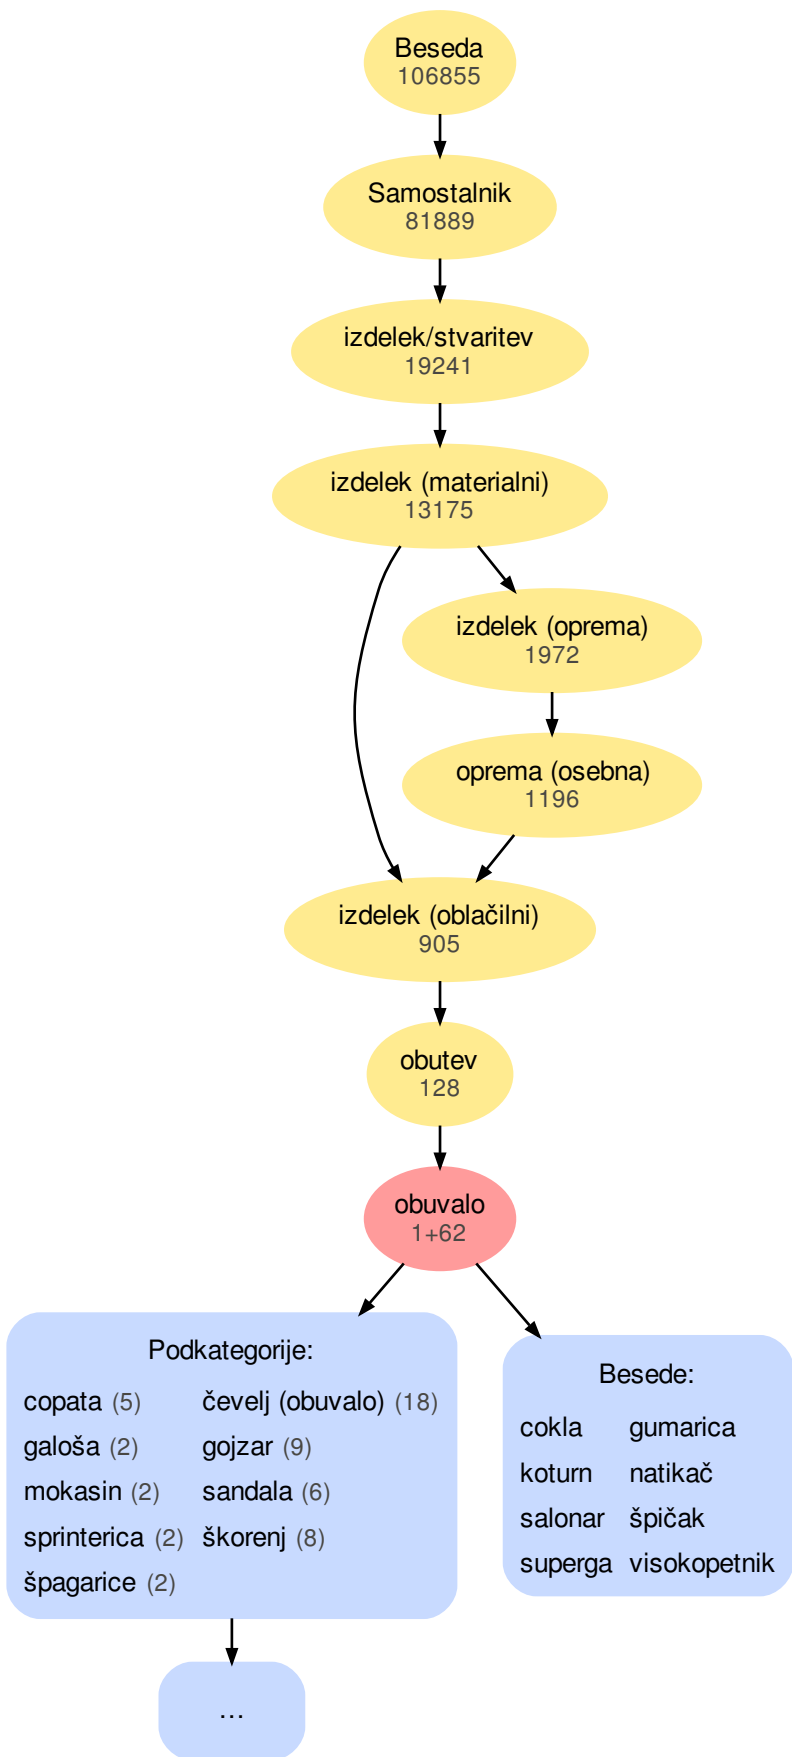 Beseda
106855
Samostalnik
81889
izdelek/stvaritev
19241
izdelek (materialni)
13175
izdelek (oprema)
1972
oprema (osebna)
1196
izdelek (oblačilni)
905
obutev
128
obuvalo
1+62
Podkategorije:
copata (5) čevelj (obuvalo) (18)
galoša (2) gojzar (9)
mokasin (2) sandala (6)
sprinterica (2) škorenj (8)
špagarice (2)
Besede:
cokla gumarica
koturn natikač
salonar špičak
superga visokopetnik
...